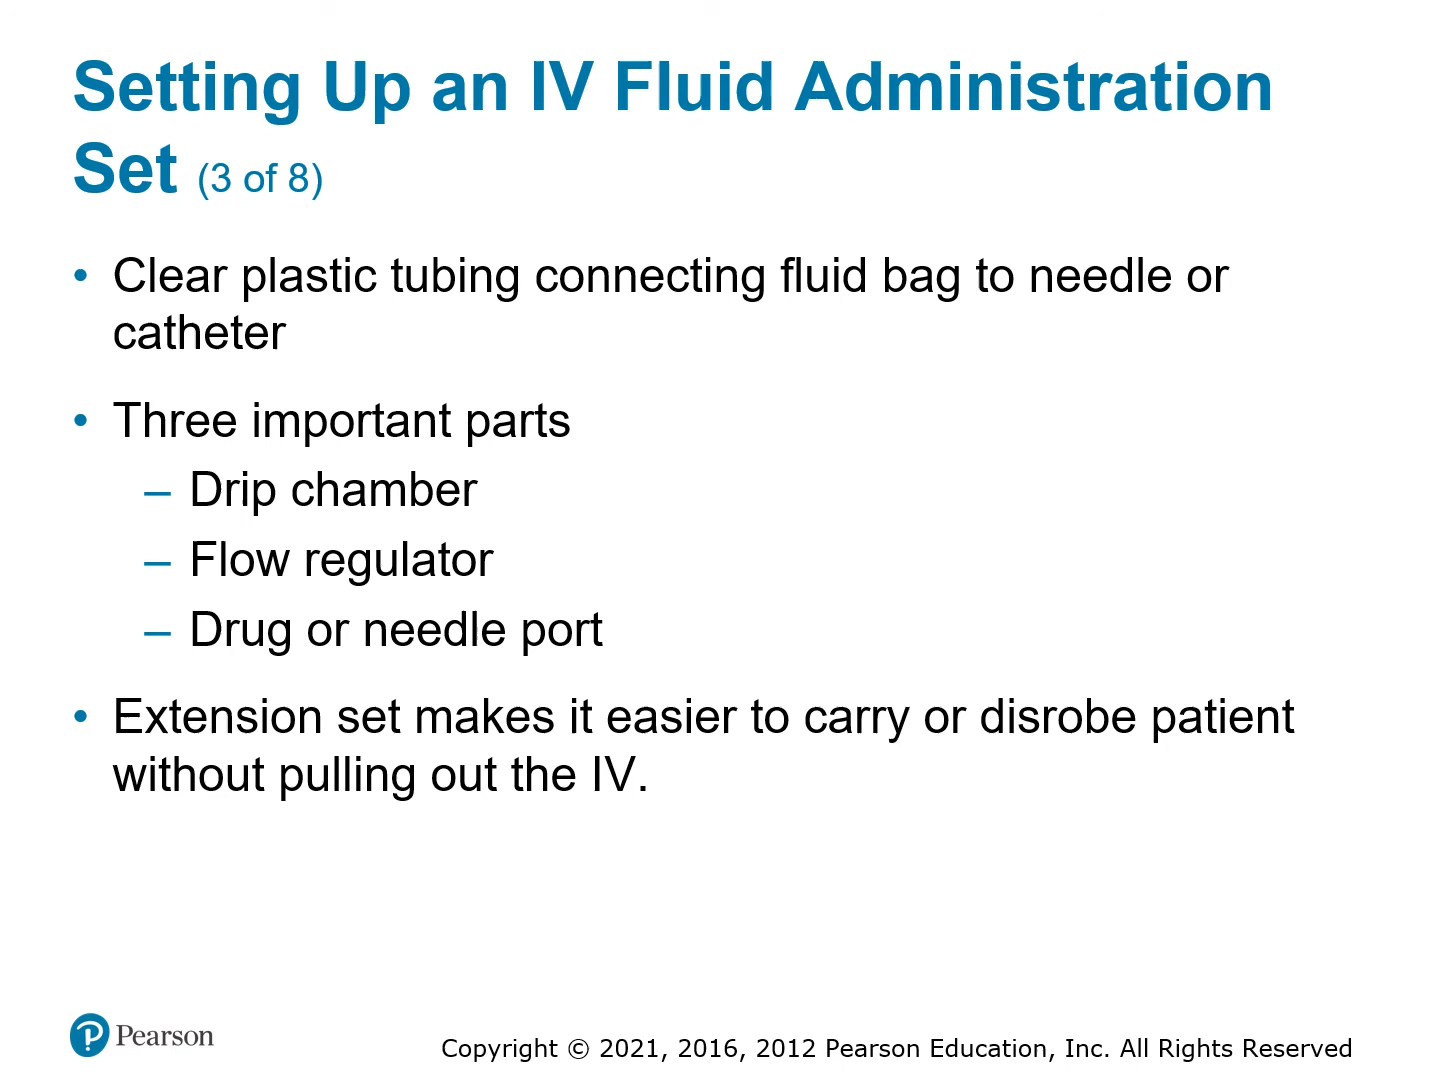 Setting Up an IV Fluid Administration
Set (3 of 8)
• Clear plastic tubing connecting fluid bag to needle or
catheter
• Three important parts
– Drip chamber
– Flow regulator
– Drug or needle port
• Extension set makes it easier to carry or disrobe patient
without pulling out the IV.
Pearson
Copyright © 2021, 2016, 2012 Pearson Education, Inc. All Rights Reserved